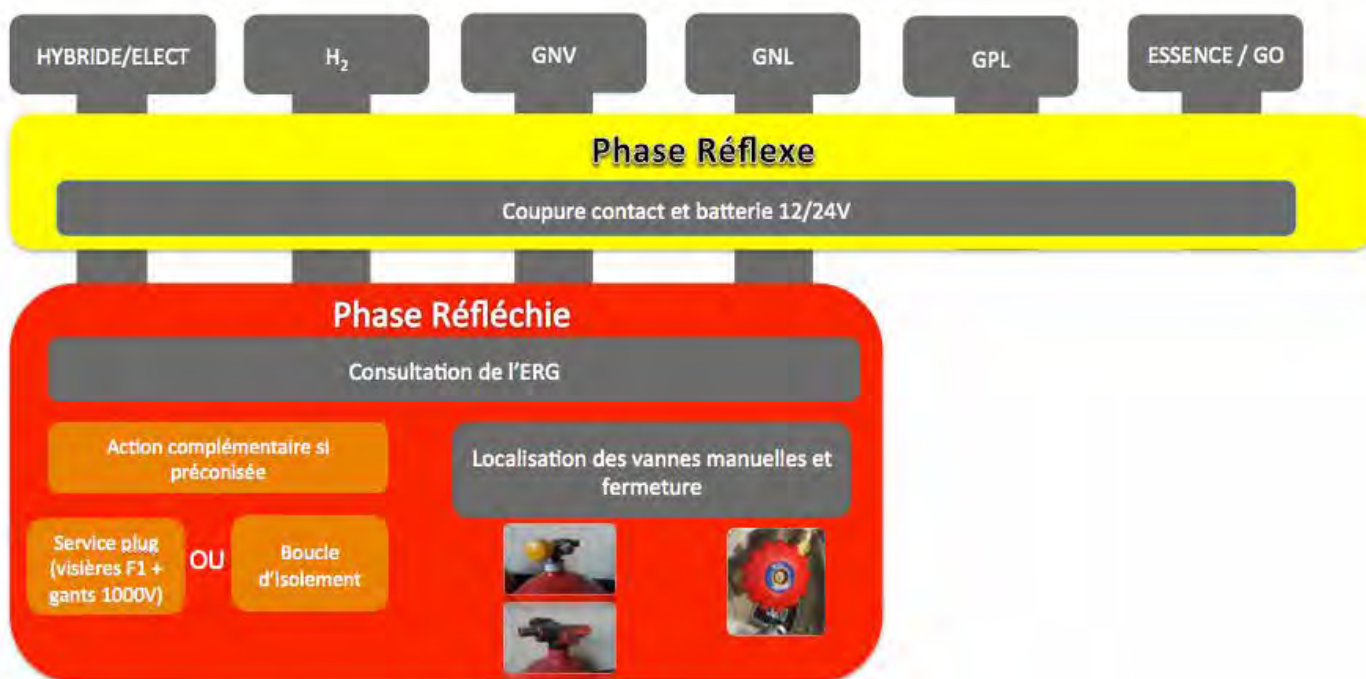 HYBRIDE/ELECT
H2
GNV
GNL
GPL
ESSENCE / GO
Phase Réflexe
Coupure contact et batterie 12/24V
Phase Réfléchie
Consultation de l'ERG
Action complémentaire si
préconisée
Localisation des vannes manuelles et
fermeture
Service plug
(visières F1 +
gants 1000V)
OU
Boucle
d'isolement